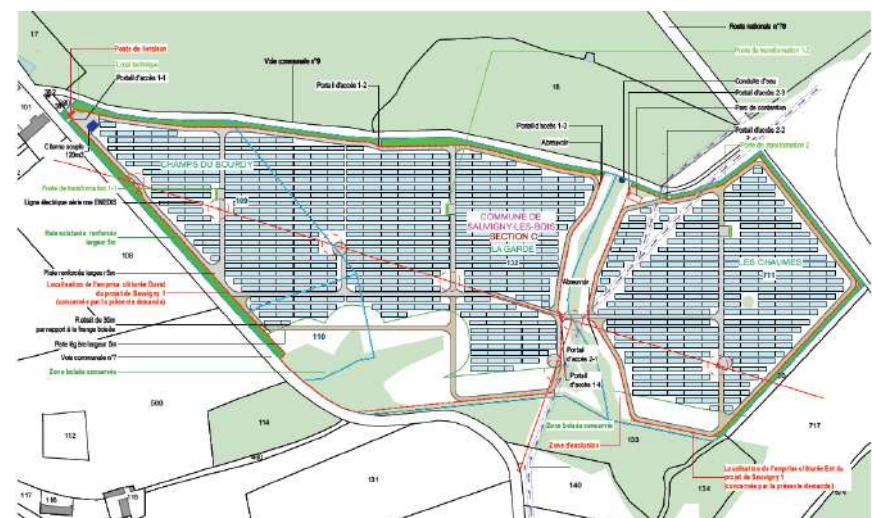 17
Route nationale n°79
Poste de livraison
Poste de transformation 1-2
Local technique
Voie communale n°9
Portail d'accès 1-1
Portail d'accès 1-2
18
Conduite d'eau
Portail d'accès 2-3
Parc de contention
101
Portail d'accès 1-3
Portail d'accès 2-2
Abreuvoir
Poste de transformation 2
Citerne souple
120m3
CHAMPS DU BOURDY
Poste de transformation 1-1
109
Ligne électrique aérienne ENEDIS
COMMUNE DE
SAUVIGNY-LES-BOIS
SECTION C
LA GARDE
132
Haie existante renforcée
largeur 5m
108
LES CHAUMES
711
Piste renforcée largeur 5m
Localisation de l'emprise clôturée Ouest
du projet de Sauvigny 1
(concernée par la présente demande)
Abreuvoir
Retrait de 30m
par rapport à la frange boisée
110
Piste légère largeur 5m
Voie communale n°7
Portail
d'accès 2-1
Zone boisée conservée
Portail
d'accès 1-4
500
114
Zone boisée conservée
717
112
Zone d'exclusion
133
Localisation de l'emprise clôturée Est du
projet de Sauvigny 1
(concernée par la présente demande)
131
140
134
117
116
115